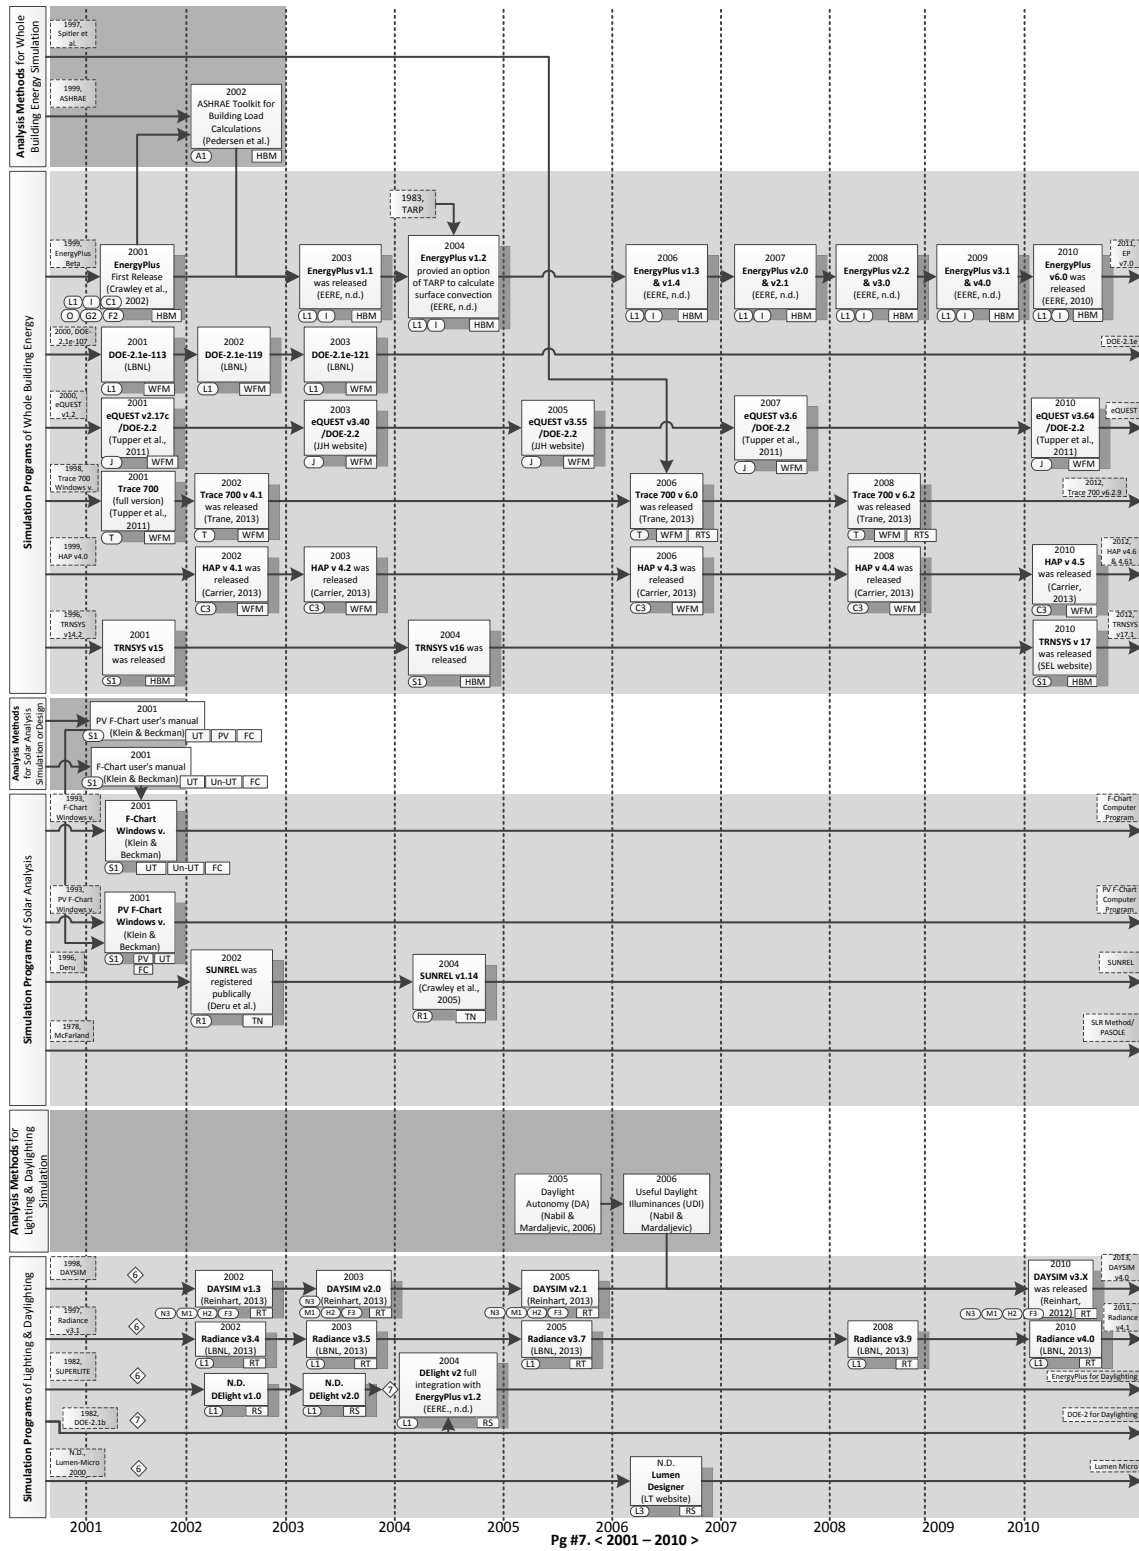 Analysis Methods for Whole
Building Energy Simulation
1997,
Spitler et
al.
1999,
ASHRAE
2002
ASHRAE Toolkit for
Building Load
Calculations
(Pedersen et al.)
A1 HBM
Simulation Programs of Whole Building Energy
1983,
TARP
1999,
EnergyPlus
Beta
2001
EnergyPlus
First Release
(Crawley et al.,
2002)
L1 I C1
O G2 F2 HBM
2003
EnergyPlus v1.1
was released
(EERE, n.d.)
L1 I HBM
2004
EnergyPlus v1.2
provied an option
of TARP to calculate
surface convection
(EERE, n.d.)
L1 I HBM
2006
EnergyPlus v1.3
& v1.4
(EERE, n.d.)
L1 I HBM
2007
EnergyPlus v2.0
& v2.1
(EERE, n.d.)
L1 I HBM
2008
EnergyPlus v2.2
& v3.0
(EERE, n.d.)
L1 I HBM
2009
EnergyPlus v3.1
& v4.0
(EERE, n.d.)
L1 I HBM
2010
EnergyPlus
v6.0 was
released
(EERE, 2010)
L1 I HBM
2011,
EP
v7.0
2000, DOE-
2.1e-107
2001
DOE-2.1e-113
(LBNL)
L1 WFM
2002
DOE-2.1e-119
(LBNL)
L1 WFM
2003
DOE-2.1e-121
(LBNL)
L1 WFM
DOE-2.1e
2000,
eQUEST
v1.2
2001
eQUEST v2.17c
/DOE-2.2
(Tupper et al.,
2011)
J WFM
2003
eQUEST v3.40
/DOE-2.2
(JJH website)
J WFM
2005
eQUEST v3.55
/DOE-2.2
(JJH website)
J WFM
2007
eQUEST v3.6
/DOE-2.2
(Tupper et al.,
2011)
J WFM
2010
eQUEST v3.64
/DOE-2.2
(Tupper et al.,
2011)
J WFM
eQUEST
1998,
Trace 700
Windows v.
2001
Trace 700
(full version)
(Tupper et al.,
2011)
T WFM
2002
Trace 700 v 4.1
was released
(Trane, 2013)
T WFM
2006
Trace 700 v 6.0
was released
(Trane, 2013)
T WFM RTS
2008
Trace 700 v 6.2
was released
(Trane, 2013)
T WFM RTS
2012,
Trace 700 v6.2.9
1999,
HAP v4.0
2002
HAP v 4.1 was
released
(Carrier, 2013)
C3 WFM
2003
HAP v 4.2 was
released
(Carrier, 2013)
C3 WFM
2006
HAP v 4.3 was
released
(Carrier, 2013)
C3 WFM
2008
HAP v 4.4 was
released
(Carrier, 2013)
C3 WFM
2010
HAP v 4.5
was released
(Carrier,
2013)
C3 WFM
2012,
HAP v4.6
& 4.61
1996,
TRNSYS
v14.2
2001
TRNSYS v15
was released
S1 HBM
2004
TRNSYS v16 was
released
S1 HBM
2010
TRNSYS v 17
was released
(SEL website)
S1 HBM
2012,
TRNSYS
v17.1
Analysis Methods
for Solar Analysis
Simulation orDesign
2001
PV F-Chart user's manual
(Klein & Beckman)
S1 UT PV FC
2001
F-Chart user's manual
(Klein & Beckman)
S1 UT Un-UT FC
Simulation Programs of Solar Analysis
1993,
F-Chart
Windows v.
2001
F-Chart
Windows v.
(Klein &
Beckman)
S1 UT Un-UT FC
F-Chart
Computer
Program
1993,
PV F-Chart
Windows v.
2001
PV F-Chart
Windows v.
(Klein &
Beckman)
S1 PV UT
FC
PV F-Chart
Computer
Program
1996,
Deru
2002
SUNREL was
registered
publically
(Deru et al.)
R1 TN
2004
SUNREL v1.14
(Crawley et al.,
2005)
R1 TN
SUNREL
1978,
McFarland
SLR Method/
PASOLE
Analysis Methods for
Lighting & Daylighting
Simulation
2005
Daylight
Autonomy (DA)
(Nabil &
Mardaljevic, 2006)
2006
Useful Daylight
Illuminances (UDI)
(Nabil &
Mardaljevic)
Simulation Programs of Lighting & Daylighting
1998,
DAYSIM
6
2002
DAYSIM v1.3
(Reinhart, 2013)
N3 M1 H2 F3 RT
2003
DAYSIM v2.0
(Reinhart, 2013)
N3
M1 H2 F3 RT
2005
DAYSIM v2.1
(Reinhart, 2013)
N3 M1 H2 F3 RT
2010
DAYSIM v3.X
was released
(Reinhart,
2012)
N3 M1 H2 F3 RT
2013,
DAYSIM
v4.0
1997,
Radiance
v3.1
6
2002
Radiance v3.4
(LBNL, 2013)
L1 RT
2003
Radiance v3.5
(LBNL, 2013)
L1 RT
2005
Radiance v3.7
(LBNL, 2013)
L1 RT
2008
Radiance v3.9
(LBNL, 2013)
L1 RT
2010
Radiance v4.0
(LBNL, 2013)
L1 RT
2011,
Radiance
v4.1
1982,
SUPERLITE
6
N.D.
DElight v1.0
L1 RS
N.D.
DElight v2.0
L1 RS
7
2004
DElight v2 full
integration with
EnergyPlus v1.2
(EERE., n.d.)
L1 RS
EnergyPlus for Daylighting
1982,
DOE-2.1b
7
DOE-2 for Daylighting
N.D.,
Lumen-Micro
2000
6
N.D.
Lumen
Designer
(LT website)
L3 RS
Lumen Micro
2001 2002 2003 2004 2005 2006 2007 2008 2009 2010
Pg #7. < 2001 – 2010 >